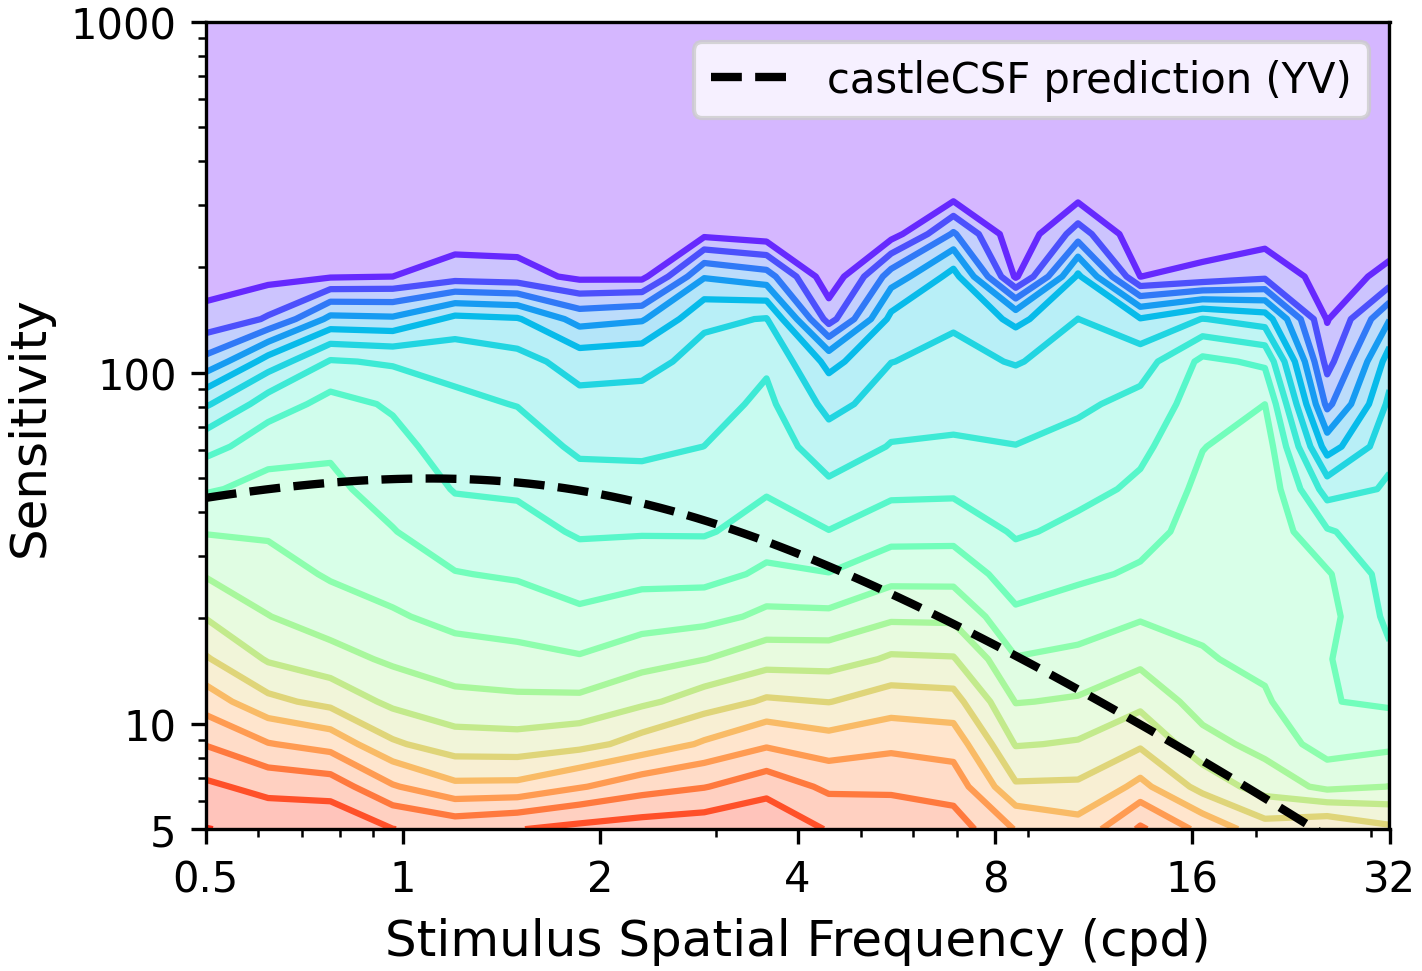 1000
castleCSF prediction (YV)
100
10
5
Sensitivity
0.5 1 2 4 8 16 32
Stimulus Spatial Frequency (cpd)